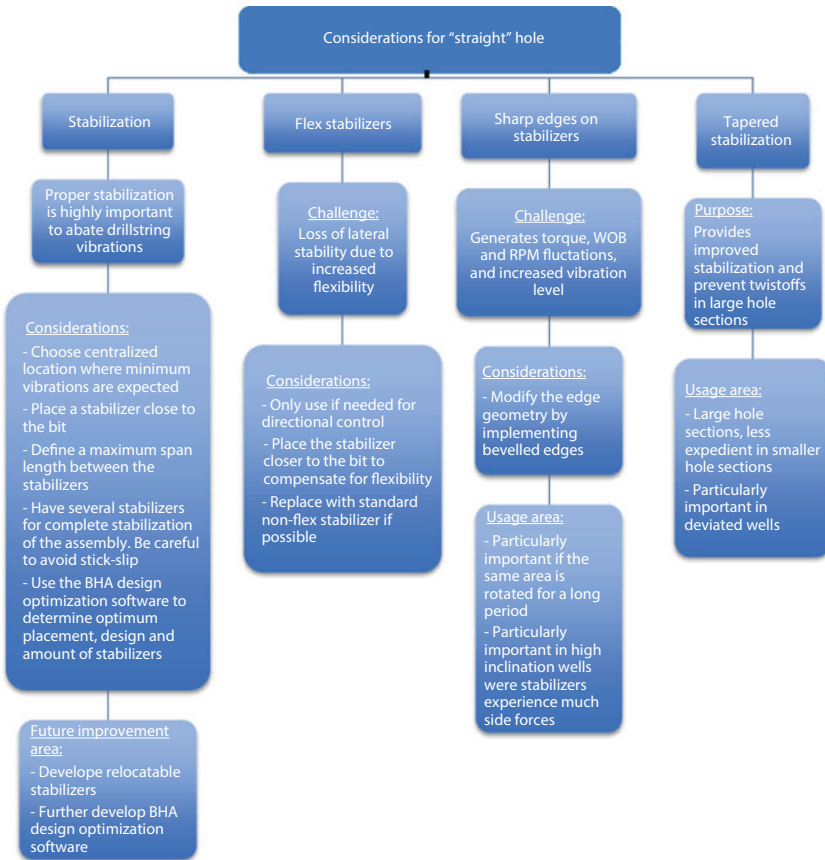 Considerations for “straight” hole
Stabilization
Proper stabilization
is highly important
to abate drillstring
vibrations
Considerations:
- Choose centralized
location where minimum
vibrations are expected
- Place a stabilizer close to
the bit
- Define a maximum span
length between the
stabilizers
- Have several stabilizers
for complete stabilization
of the assembly. Be careful
to avoid stick-slip
- Use the BHA design
optimization software to
determine optimum
placement, design and
amount of stabilizers
Future improvement
area:
- Develope relocatable
stabilizers
- Further develop BHA
design optimization
software
Flex stabilizers
Challenge:
Loss of lateral
stability due to
increased
flexibility
Considerations:
- Only use if needed for
directional control
- Place the stabilizer
closer to the bit to
compensate for flexibility
- Replace with standard
non-flex stabilizer if
possible
Sharp edges on
stabilizers
Challenge:
Generates torque, WOB
and RPM fluctations,
and increased vibration
level
Considerations:
- Modify the edge
geometry by
implementing
bevelled edges
Usage area:
- Particularly
important if the
same area is
rotated for a long
period
- Particularly
important in high
inclination wells
were stabilizers
experience much
side forces
Tapered
stabilization
Purpose:
Provides
improved
stabilization and
prevent twistoffs
in large hole
sections
Usage area:
- Large hole
sections, less
expedient in smaller
hole sections
- Particularly
important in
deviated wells